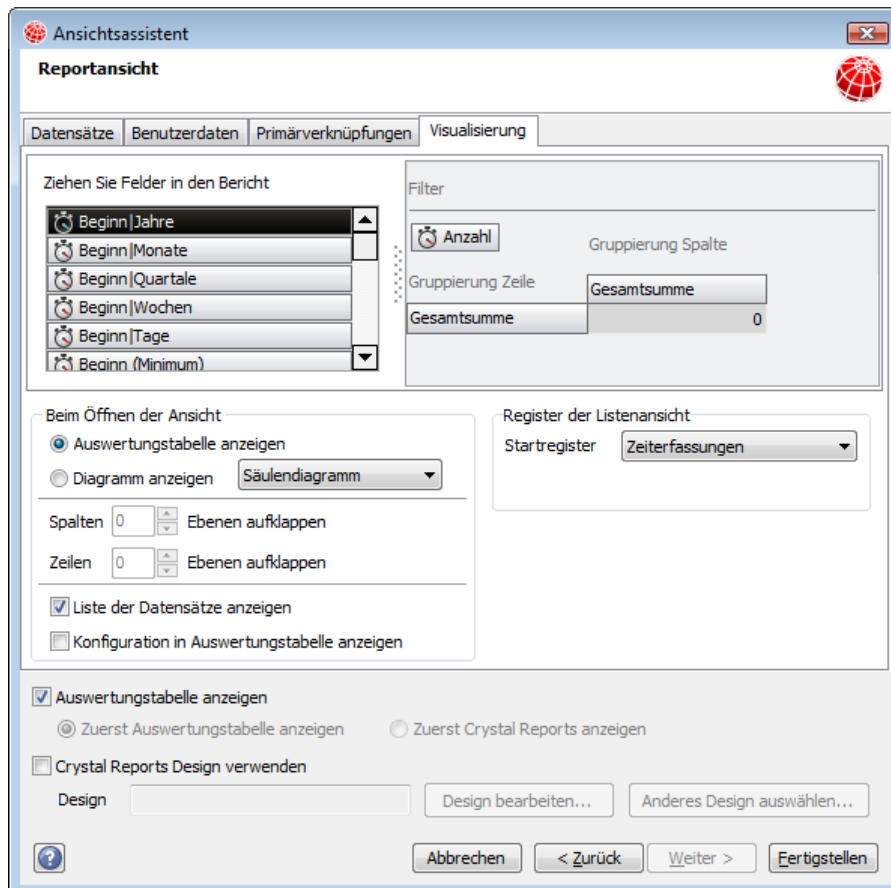 Ansichtsassistent
Reportansicht
Datensätze Benutzerdaten Primärverknüpfungen Visualisierung
Ziehen Sie Felder in den Bericht
Beginn|Jahre
Beginn|Monate
Beginn|Quartale
Beginn|Wochen
Beginn|Tage
Beginn (Minimum)
Filter
Anzahl
Gruppierung Spalte
Gruppierung Zeile
Gesamtsumme
Gesamtsumme 0
Beim Öffnen der Ansicht
Auswertungstabelle anzeigen
Diagramm anzeigen Säulendiagramm
Spalten 0 Ebenen aufklappen
Zeilen 0 Ebenen aufklappen
Liste der Datensätze anzeigen
Konfiguration in Auswertungstabelle anzeigen
Register der Listenansicht
Startregister Zeiterfassungen
Auswertungstabelle anzeigen
Zuerst Auswertungstabelle anzeigen Zuerst Crystal Reports anzeigen
Crystal Reports Design verwenden
Design Design bearbeiten... Anderes Design auswählen...
? Abbrechen < Zurück Weiter > Fertigstellen